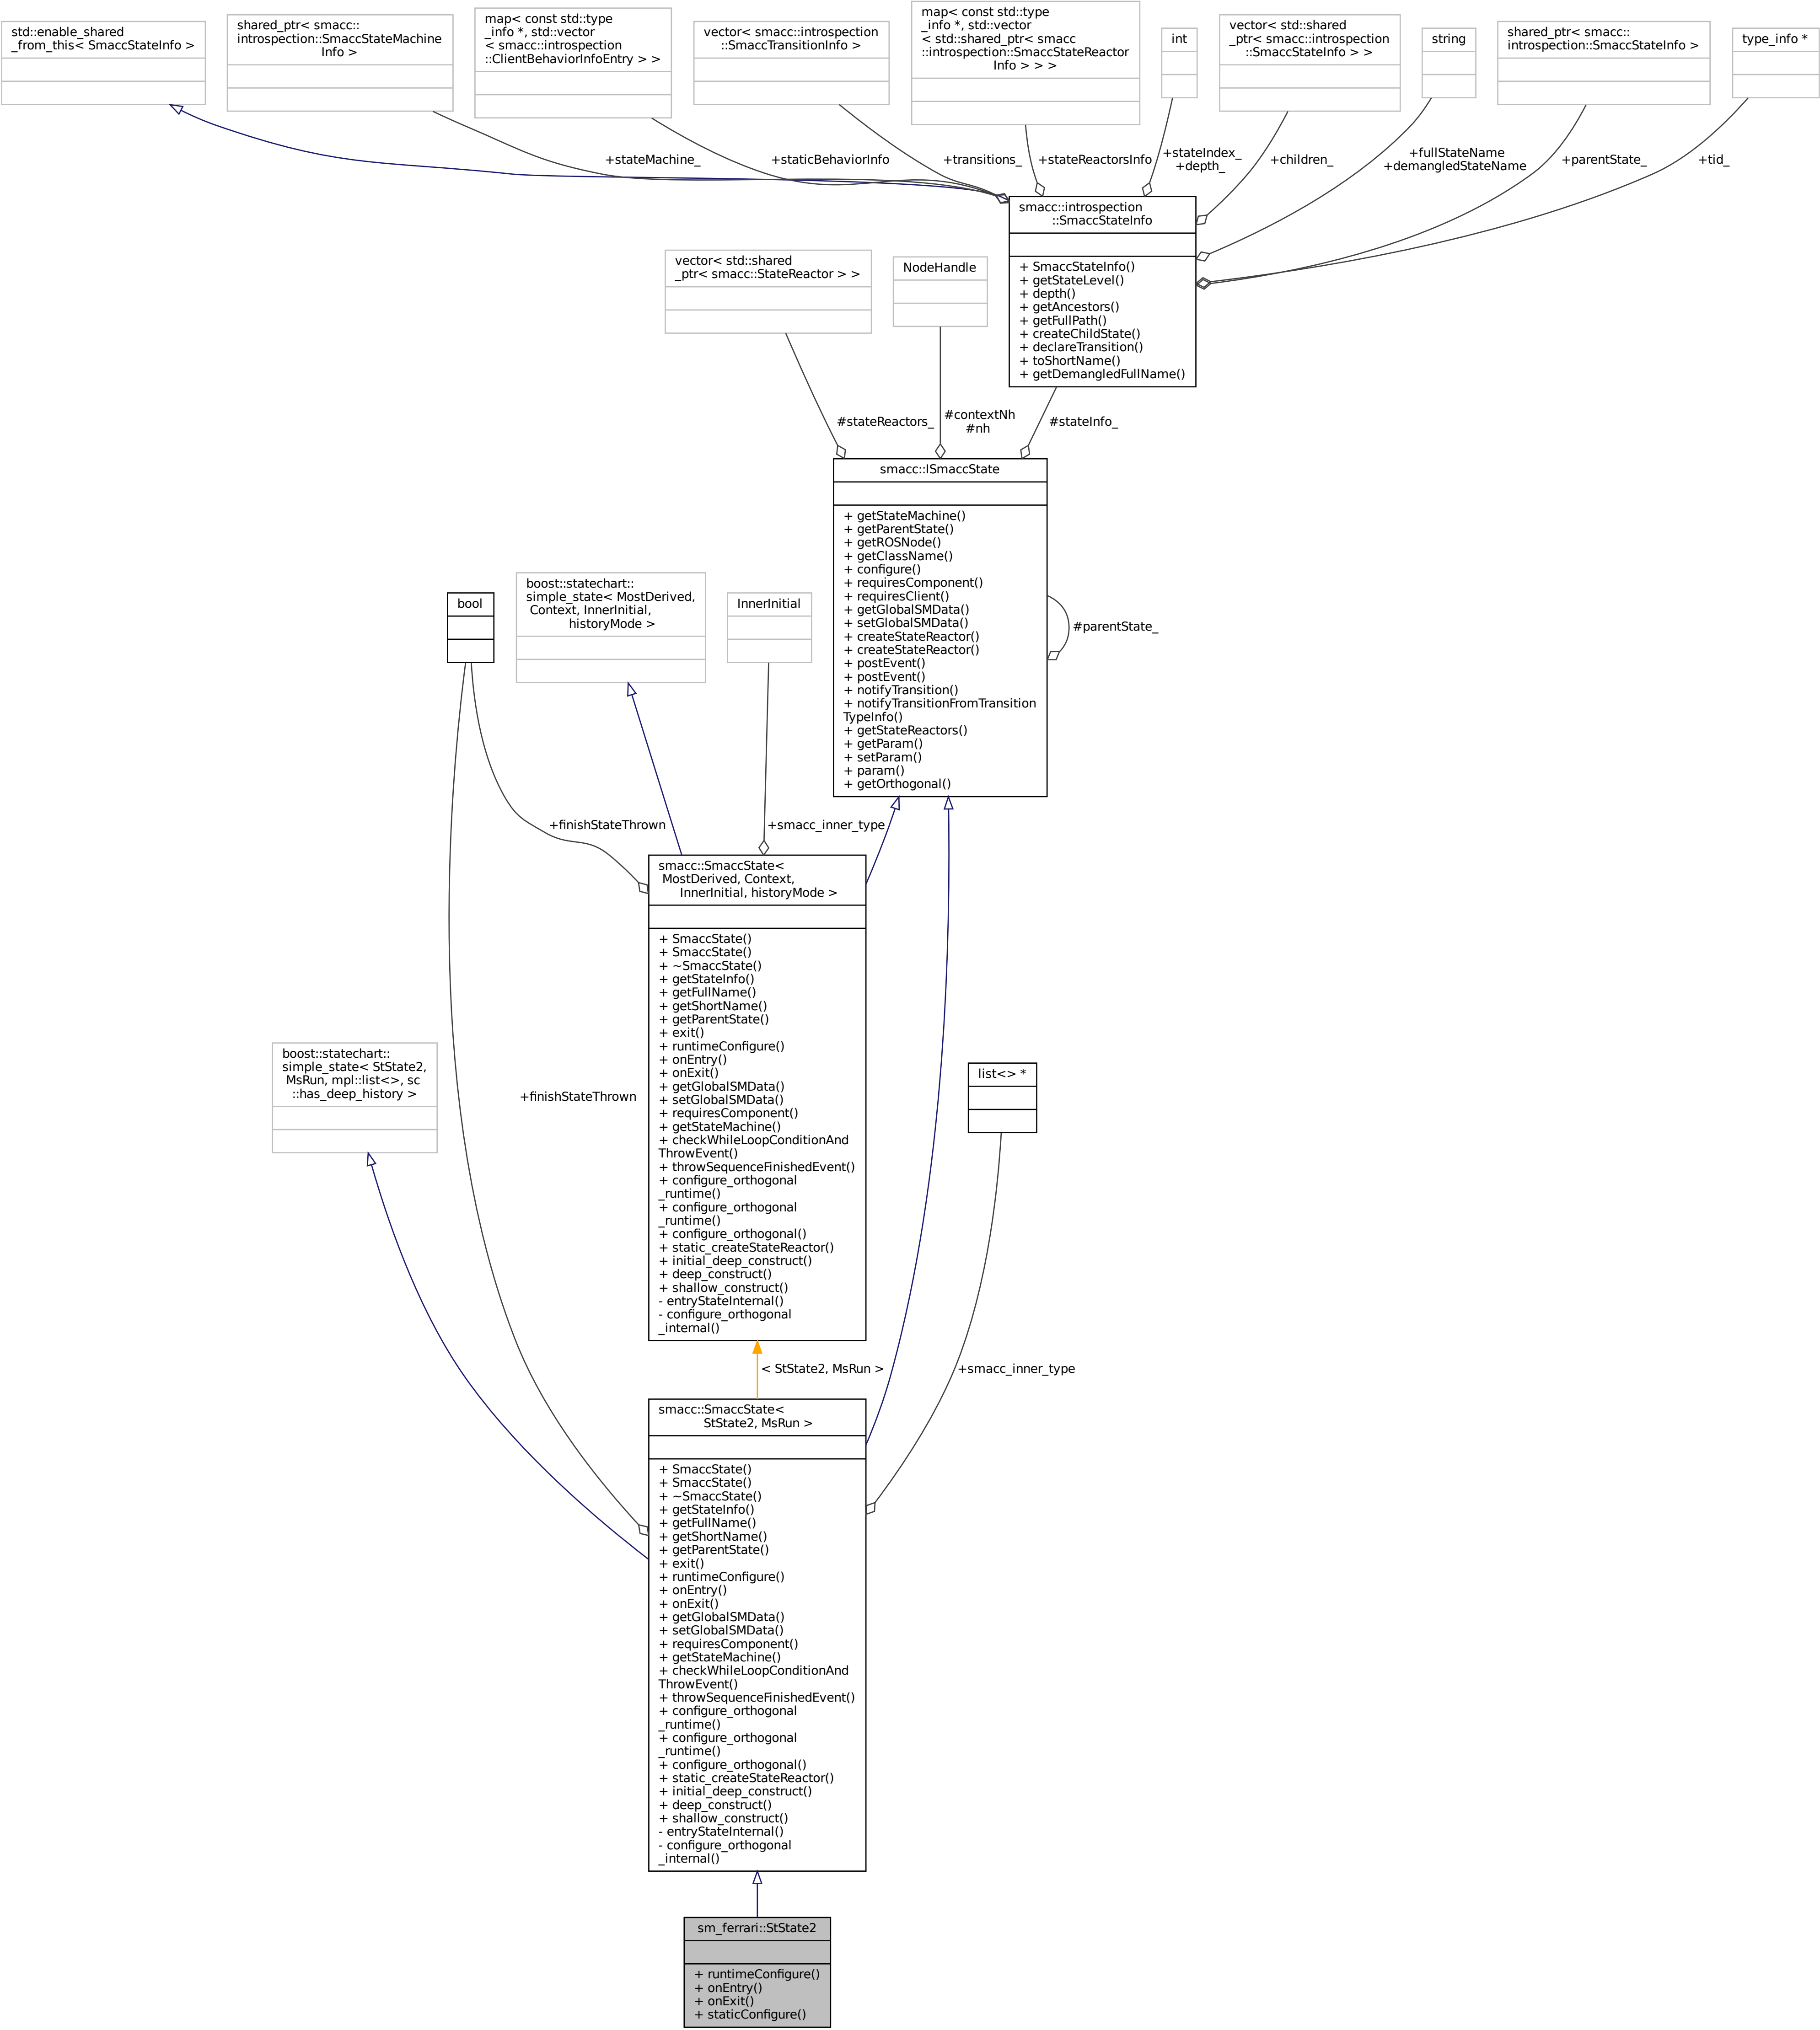 std::enable_shared
_from_this< SmaccStateInfo >
shared_ptr< smacc::
introspection::SmaccStateMachine
Info >
map< const std::type
_info *, std::vector
< smacc::introspection
::ClientBehaviorInfoEntry > >
vector< smacc::introspection
::SmaccTransitionInfo >
map< const std::type
_info *, std::vector
< std::shared_ptr< smacc
::introspection::SmaccStateReactor
Info > > >
int
vector< std::shared
_ptr< smacc::introspection
::SmaccStateInfo > >
string
shared_ptr< smacc::
introspection::SmaccStateInfo >
type_info *
+stateMachine_
+staticBehaviorInfo
+transitions_
+stateReactorsInfo
+stateIndex_
+depth_
+children_
+fullStateName
+demangledStateName
+parentState_
+tid_
smacc::introspection
::SmaccStateInfo
+ SmaccStateInfo()
+ getStateLevel()
+ depth()
+ getAncestors()
+ getFullPath()
+ createChildState()
+ declareTransition()
+ toShortName()
+ getDemangledFullName()
vector< std::shared
_ptr< smacc::StateReactor > >
NodeHandle
#stateReactors_
#contextNh
#nh
#stateInfo_
smacc::ISmaccState
+ getStateMachine()
+ getParentState()
+ getROSNode()
+ getClassName()
+ configure()
+ requiresComponent()
+ requiresClient()
+ getGlobalSMData()
+ setGlobalSMData()
+ createStateReactor()
+ createStateReactor()
+ postEvent()
+ postEvent()
+ notifyTransition()
+ notifyTransitionFromTransition
TypeInfo()
+ getStateReactors()
+ getParam()
+ setParam()
+ param()
+ getOrthogonal()
#parentState_
bool
boost::statechart::
simple_state< MostDerived,
Context, InnerInitial,
historyMode >
InnerInitial
+finishStateThrown
+smacc_inner_type
smacc::SmaccState<
MostDerived, Context,
InnerInitial, historyMode >
+ SmaccState()
+ SmaccState()
+ ~SmaccState()
+ getStateInfo()
+ getFullName()
+ getShortName()
+ getParentState()
+ exit()
+ runtimeConfigure()
+ onEntry()
+ onExit()
+ getGlobalSMData()
+ setGlobalSMData()
+ requiresComponent()
+ getStateMachine()
+ checkWhileLoopConditionAnd
ThrowEvent()
+ throwSequenceFinishedEvent()
+ configure_orthogonal
_runtime()
+ configure_orthogonal
_runtime()
+ configure_orthogonal()
+ static_createStateReactor()
+ initial_deep_construct()
+ deep_construct()
+ shallow_construct()
- entryStateInternal()
- configure_orthogonal
_internal()
boost::statechart::
simple_state< StState2,
MsRun, mpl::list<>, sc
::has_deep_history >
+finishStateThrown
list<> *
< StState2, MsRun >
+smacc_inner_type
smacc::SmaccState<
StState2, MsRun >
+ SmaccState()
+ SmaccState()
+ ~SmaccState()
+ getStateInfo()
+ getFullName()
+ getShortName()
+ getParentState()
+ exit()
+ runtimeConfigure()
+ onEntry()
+ onExit()
+ getGlobalSMData()
+ setGlobalSMData()
+ requiresComponent()
+ getStateMachine()
+ checkWhileLoopConditionAnd
ThrowEvent()
+ throwSequenceFinishedEvent()
+ configure_orthogonal
_runtime()
+ configure_orthogonal
_runtime()
+ configure_orthogonal()
+ static_createStateReactor()
+ initial_deep_construct()
+ deep_construct()
+ shallow_construct()
- entryStateInternal()
- configure_orthogonal
_internal()
sm_ferrari::StState2
+ runtimeConfigure()
+ onEntry()
+ onExit()
+ staticConfigure()